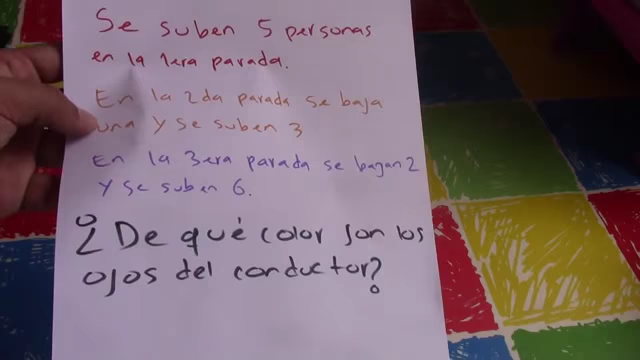 Se suben 5 personas
en la 1era parada.
En la 2da parada se baja
una y se suben 3
En la 3era parada se bajan 2
y se suben 6.
¿De qué color son los
ojos del conductor?